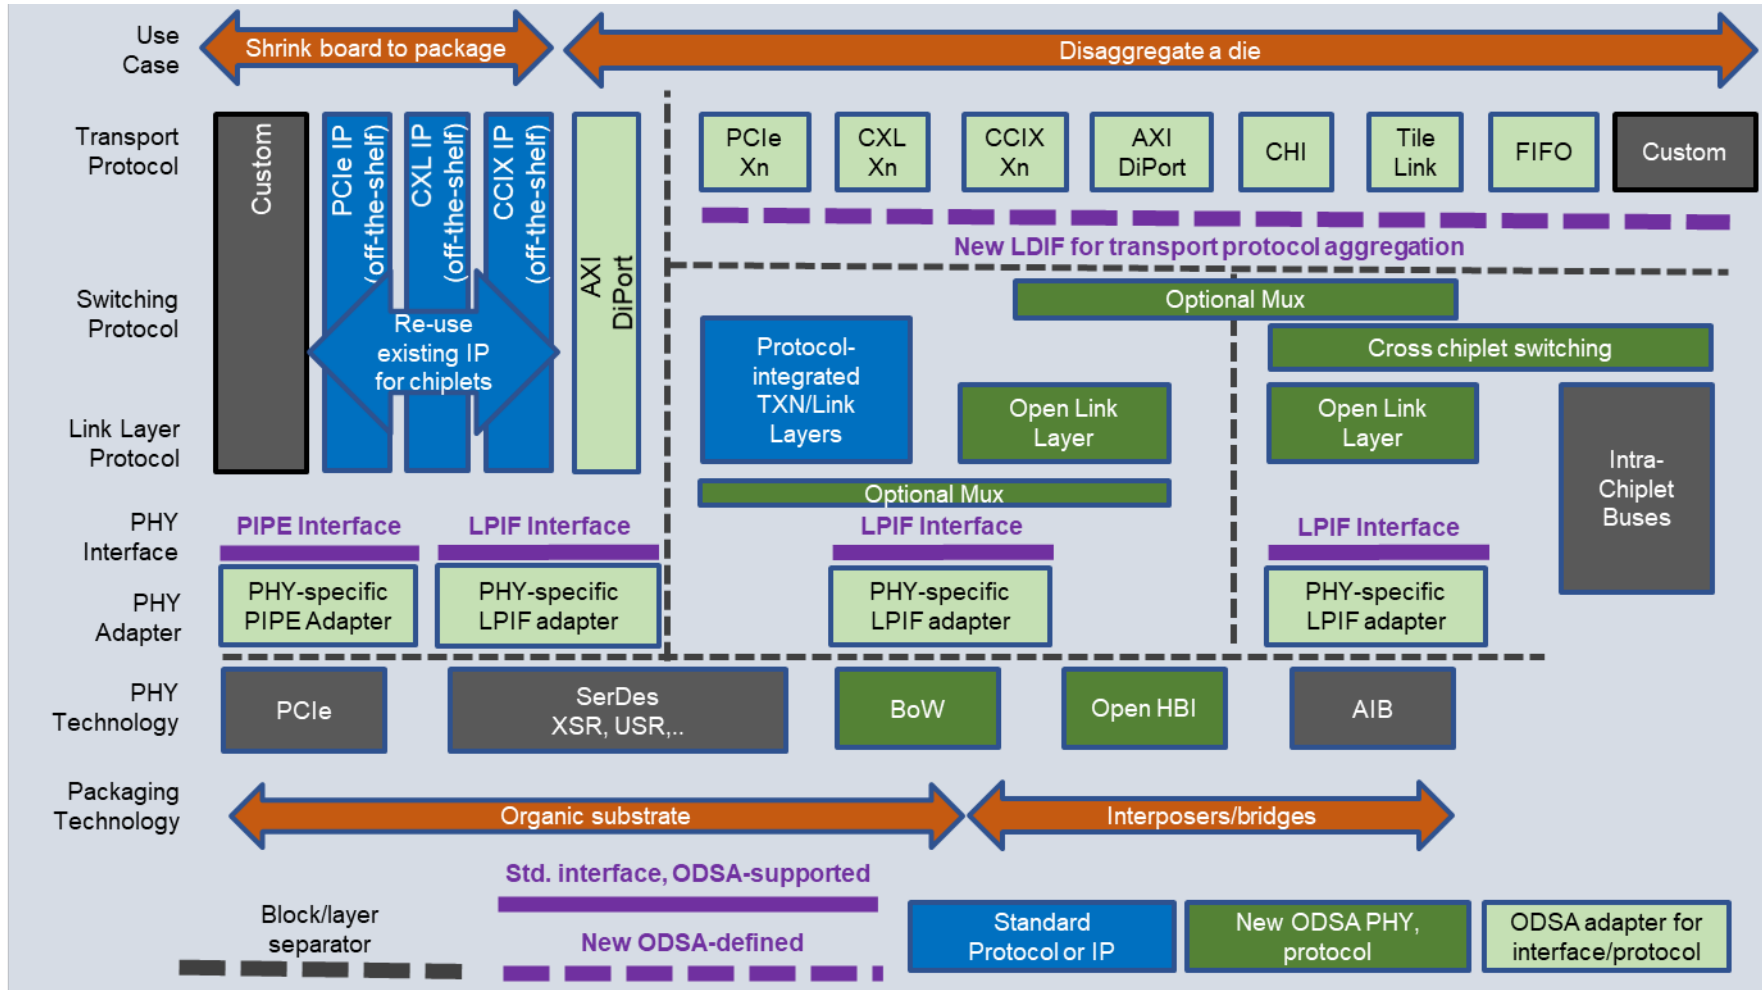 Use
Case
Shrink board to package
Disaggregate a die
Transport
Protocol
Custom
PCIe IP
(off-the-shelf)
CXL IP
(off-the-shelf)
CCIX IP
(off-the-shelf)
AXI
DiPort
PCIe
Xn
CXL
Xn
CCIX
Xn
AXI
DiPort
CHI
Tile
Link
FIFO
Custom
New LDIF for transport protocol aggregation
Switching
Protocol
Re-use
existing IP
for chiplets
Optional Mux
Protocol-
integrated
TXN/Link
Layers
Cross chiplet switching
Link Layer
Protocol
Open Link
Layer
Open Link
Layer
Intra-
Chiplet
Buses
Optional Mux
PHY
Interface
PIPE Interface
LPIF Interface
LPIF Interface
LPIF Interface
PHY
Adapter
PHY-specific
PIPE Adapter
PHY-specific
LPIF adapter
PHY-specific
LPIF adapter
PHY-specific
LPIF adapter
PHY
Technology
PCIe
SerDes
XSR, USR,..
BoW
Open HBI
AIB
Packaging
Technology
Organic substrate
Interposers/bridges
Block/layer
separator
Std. interface, ODSA-supported
New ODSA-defined
Standard
Protocol or IP
New ODSA PHY,
protocol
ODSA adapter for
interface/protocol